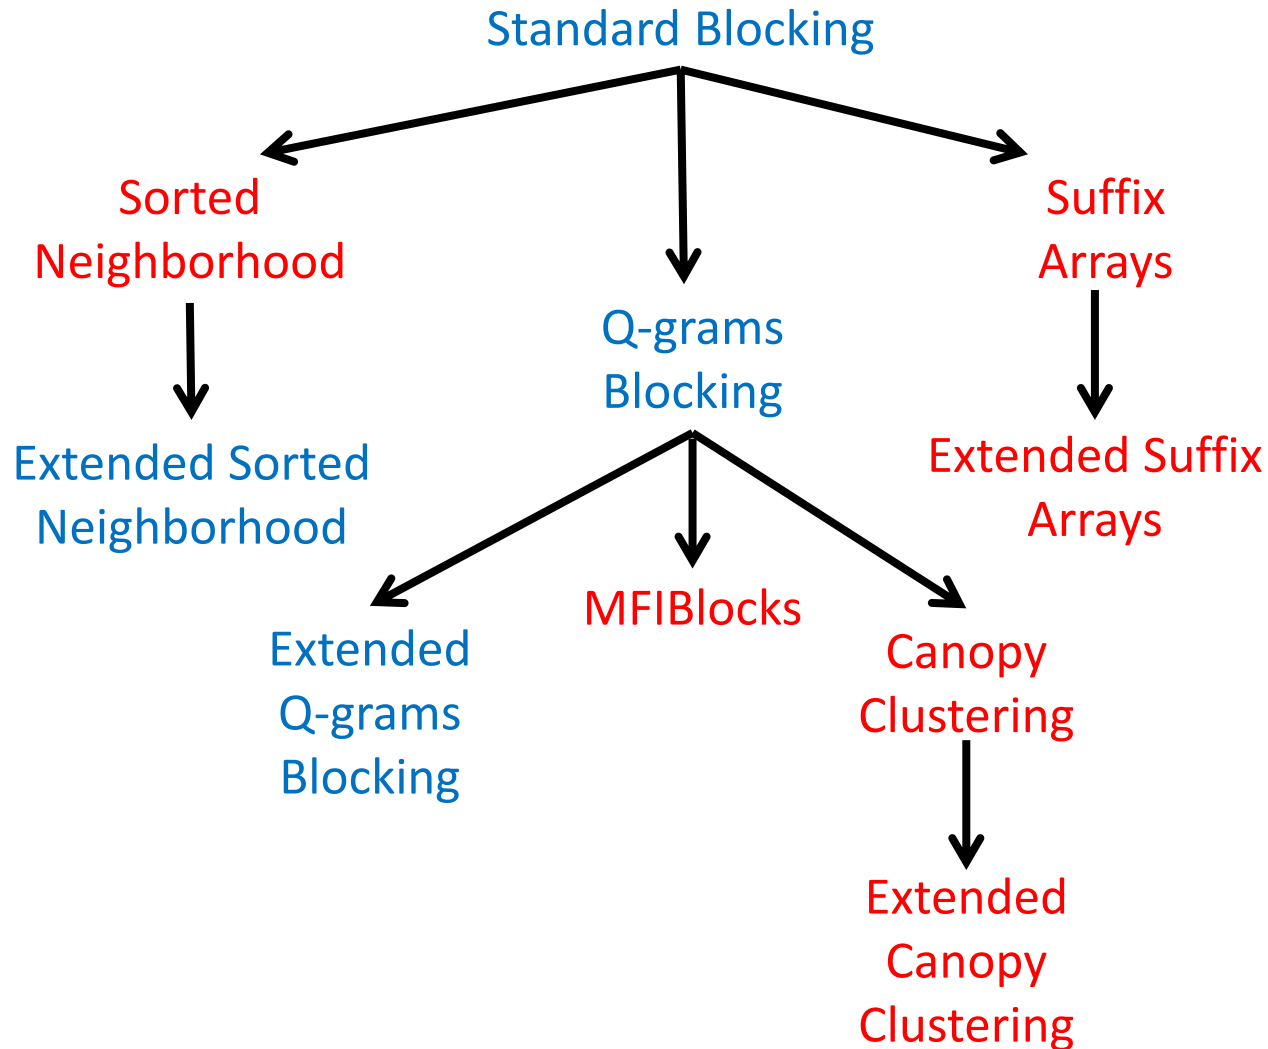 Standard Blocking
Sorted
Neighborhood
Suffix
Arrays
Q-grams
Blocking
Extended Sorted
Neighborhood
Extended Suffix
Arrays
Extended
Q-grams
Blocking
MFIBlocks
Canopy
Clustering
Extended
Canopy
Clustering